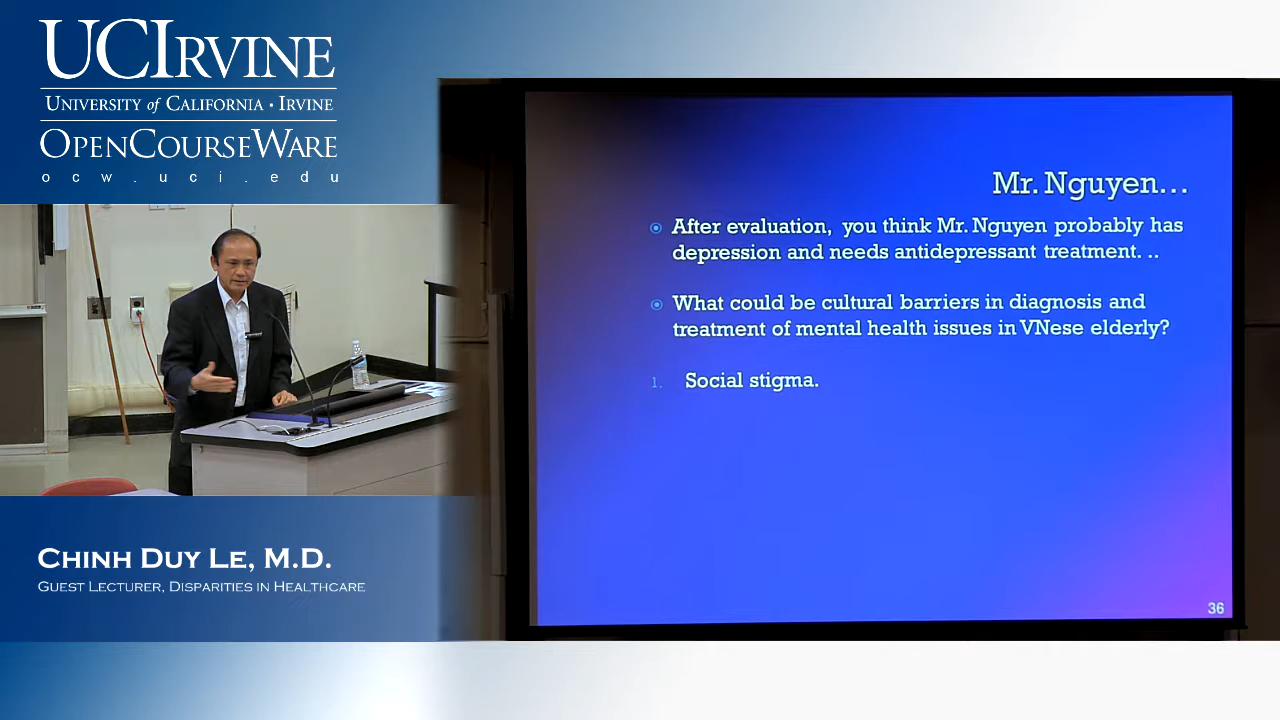 UCIRVINE
UNIVERSITY of CALIFORNIA • IRVINE
OPENCOURSEWARE
ocw.uci.edu
Mr. Nguyen...
After evaluation, you think Mr. Nguyen probably has
depression and needs antidepressant treatment. ..
What could be cultural barriers in diagnosis and
treatment of mental health issues in VNese elderly?
1. Social stigma.
36
CHINH DUY LE, M.D.
GUEST LECTURER, DISPARITIES IN HEALTHCARE